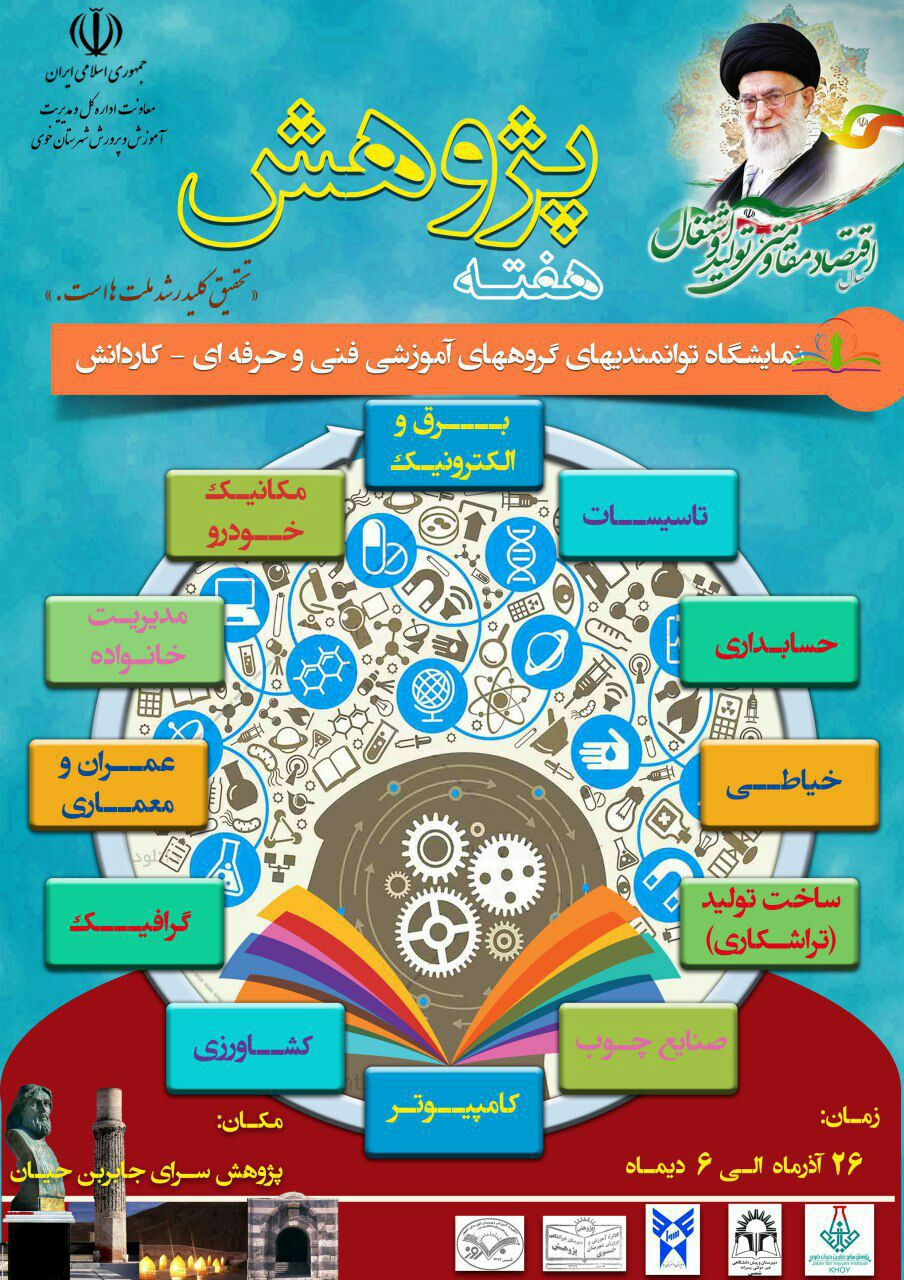 جمهوری اسلامی ایران
معاونت اداره کل و مدیریت
آموزش و پرورش شهرستان خوی
سال
اقتصاد مقاومتی تولید و اشتغال
هفته
پژوهش
« تحقیق کلید رشد ملت ها است . »
نمایشگاه توانمندیهای گروههای آموزشی فنی و حرفه ای - کاردانش
برق و
الکترونیک
تاسیسات
مکانیک
خودرو
حسابداری
مدیریت
خانواده
خیاطی
عمران و
معماری
ساخت تولید
(تراشکاری)
گرافیک
صنایع چوب
کشاورزی
کامپیوتر
زمان:
۲۶ آذرماه الی ۶ دیماه
مکان:
پژوهش سرای جابربن حیان
KHOY